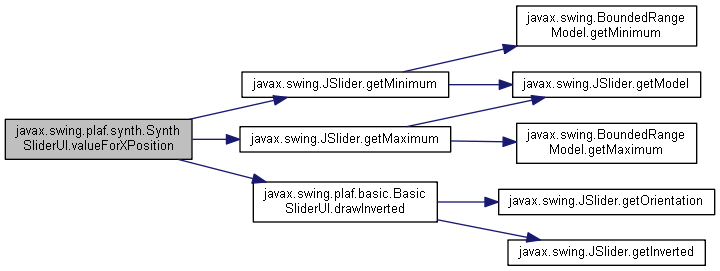 javax.swing.plaf.synth.Synth
SliderUI.valueForXPosition
javax.swing.JSlider.getMinimum
javax.swing.JSlider.getMaximum
javax.swing.plaf.basic.Basic
SliderUI.drawInverted
javax.swing.BoundedRange
Model.getMinimum
javax.swing.JSlider.getModel
javax.swing.BoundedRange
Model.getMaximum
javax.swing.JSlider.getOrientation
javax.swing.JSlider.getInverted